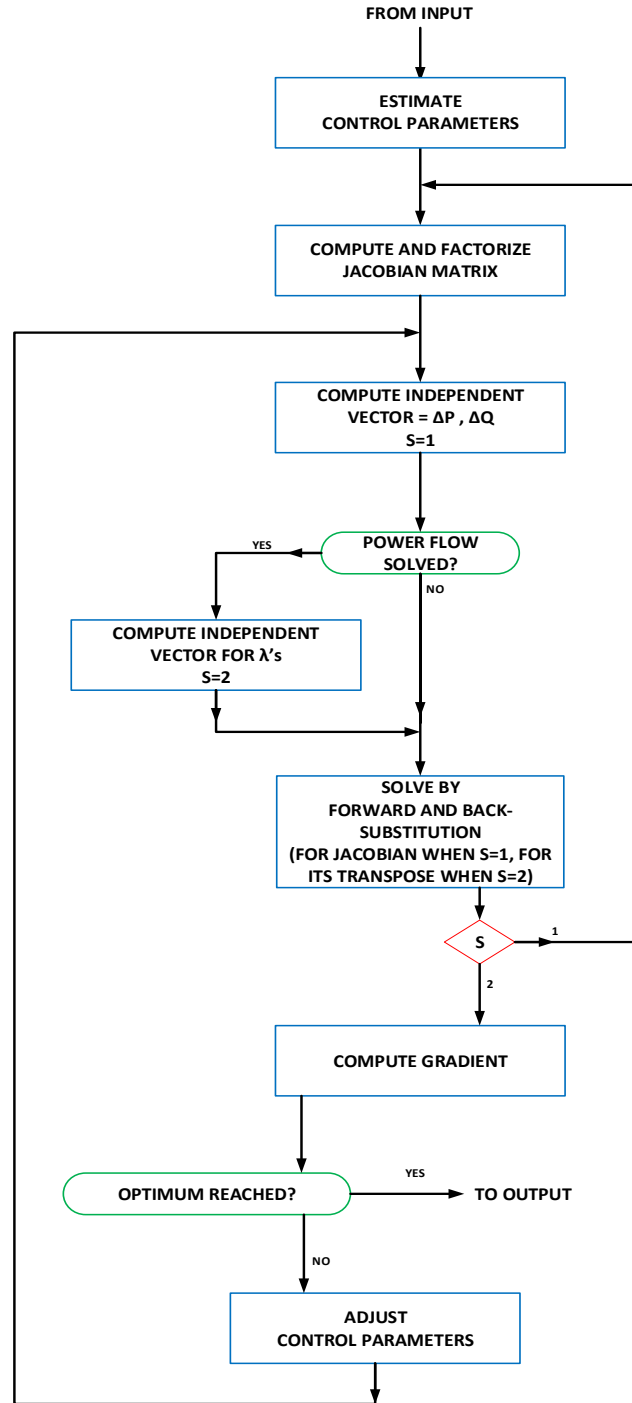 FROM INPUT
ESTIMATE
CONTROL PARAMETERS
COMPUTE AND FACTORIZE
JACOBIAN MATRIX
COMPUTE INDEPENDENT
VECTOR = ΔP , ΔQ
S=1
POWER FLOW
SOLVED?
YES
NO
COMPUTE INDEPENDENT
VECTOR FOR λ's
S=2
SOLVE BY
FORWARD AND BACK-
SUBSTITUTION
(FOR JACOBIAN WHEN S=1, FOR
ITS TRANSPOSE WHEN S=2)
S
1
2
COMPUTE GRADIENT
OPTIMUM REACHED?
YES
TO OUTPUT
NO
ADJUST
CONTROL PARAMETERS